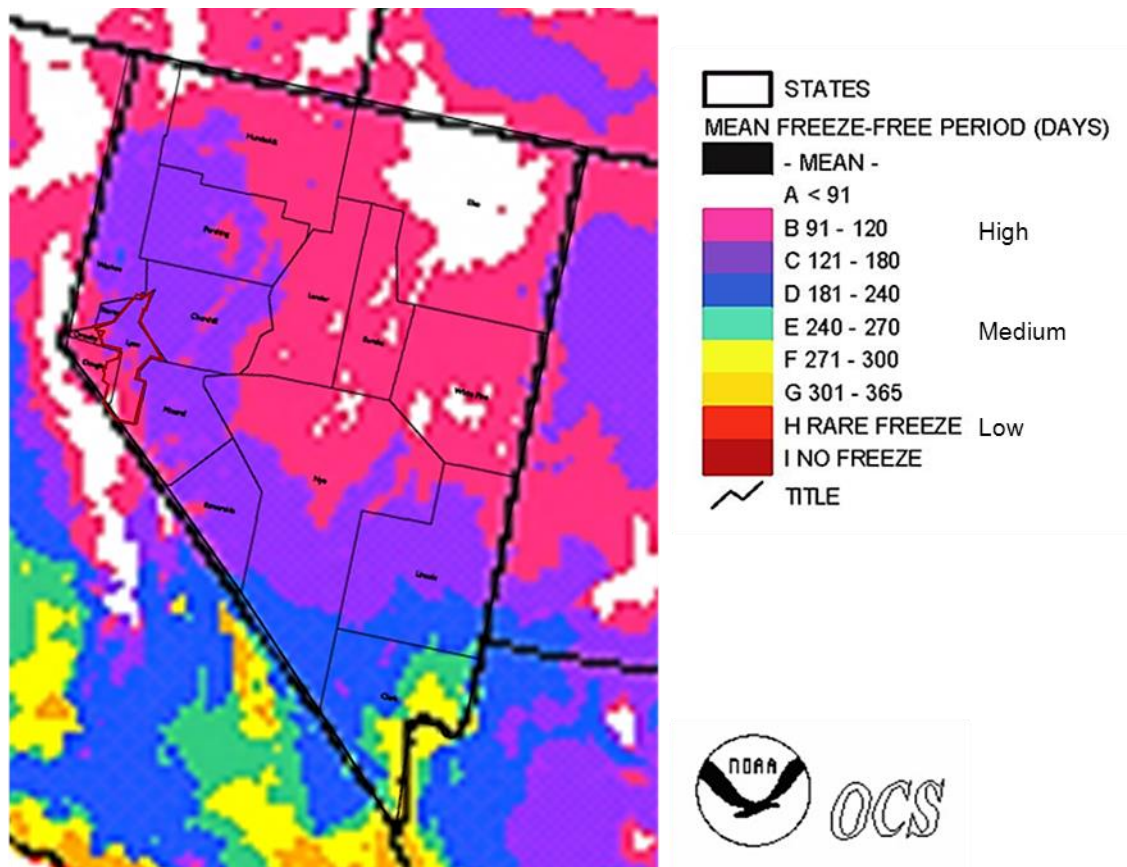 Humboldt
Elko
Pershing
Washoe
Lander
Churchill
Lyon
Eureka
Douglas
White Pine
Mineral
Nye
Esmeralda
Lincoln
Clark
STATES
MEAN FREEZE-FREE PERIOD (DAYS)
- MEAN -
A < 91
B 91 - 120 High
C 121 - 180
D 181 - 240
E 240 - 270 Medium
F 271 - 300
G 301 - 365
H RARE FREEZE Low
I NO FREEZE
TITLE
NOAA
OCS